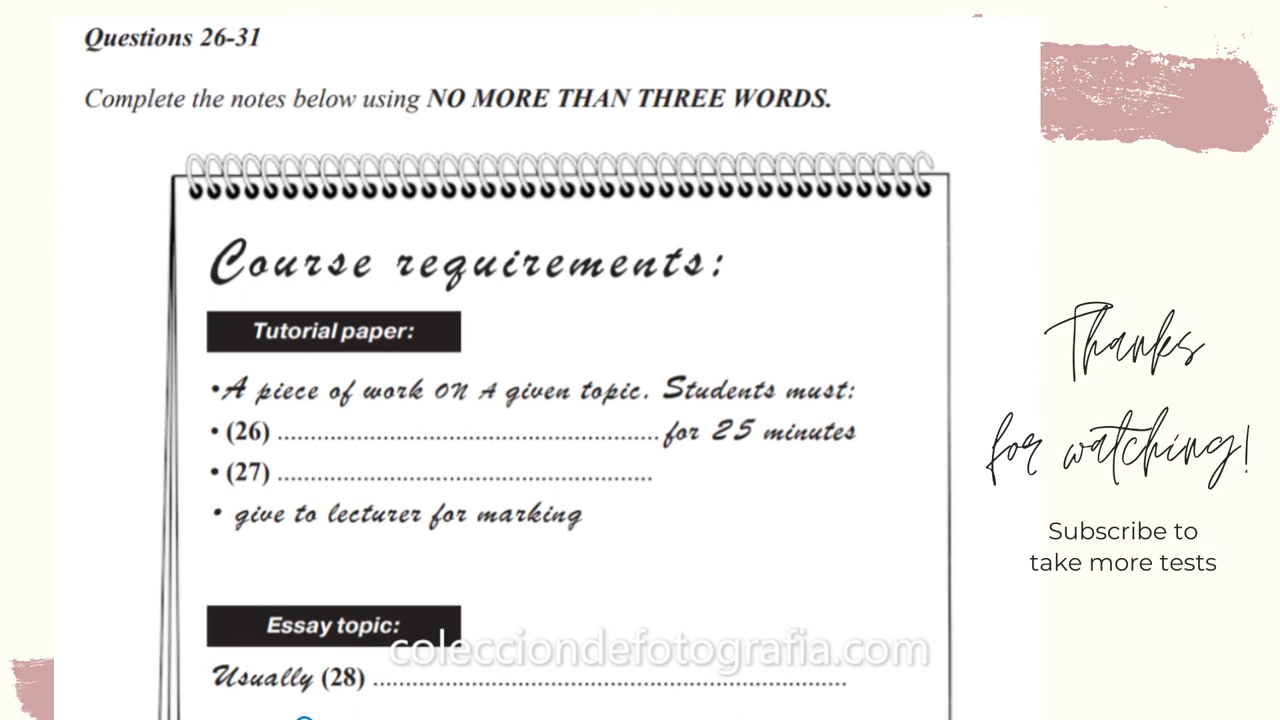 Questions 26-31
Complete the notes below using NO MORE THAN THREE WORDS.
Course requirements:
Tutorial paper:
•A piece of work ON A given topic. Students must:
• (26) ........................................................... for 25 minutes
• (27) ..........................................................
• give to lecturer for marking
Essay topic:
Usually (28) .........................................................................
Thanks
for watching!
Subscribe to
take more tests
colecciondefotografia.com